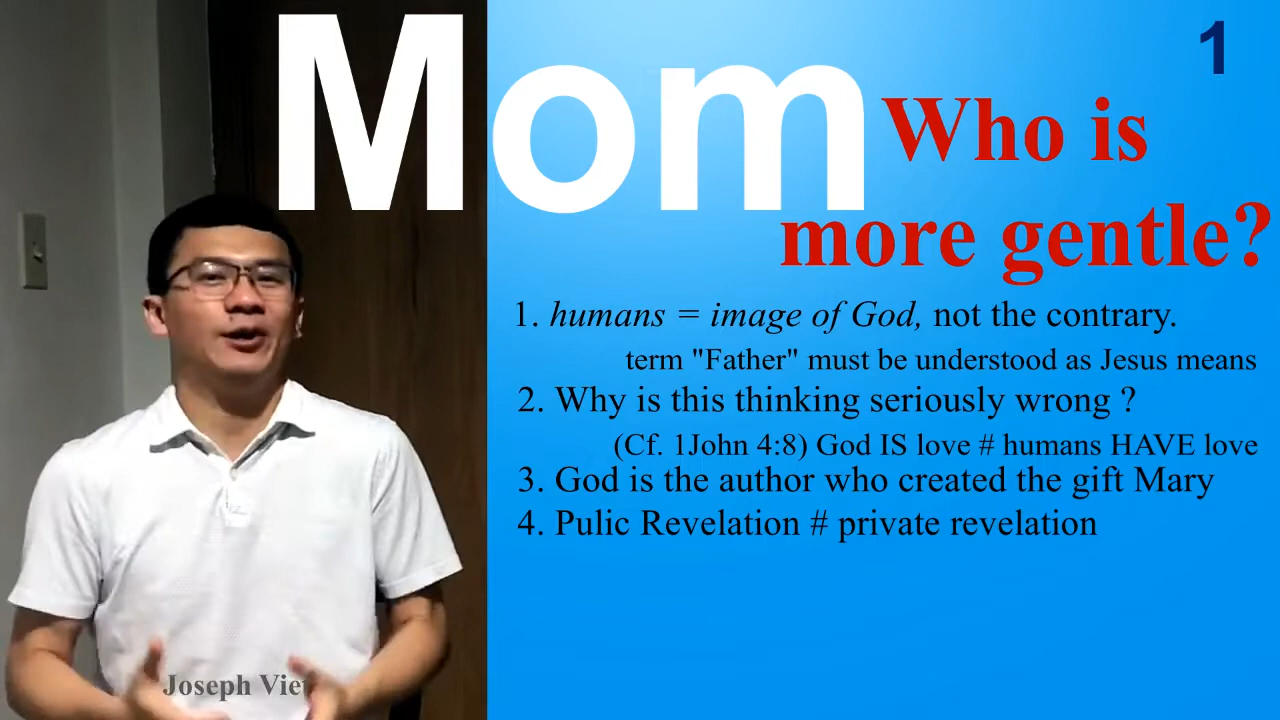 1
Mom
Who is
more gentle?
1. humans = image of God, not the contrary.
term "Father" must be understood as Jesus means
2. Why is this thinking seriously wrong ?
(Cf. 1John 4:8) God IS love # humans HAVE love
3. God is the author who created the gift Mary
4. Pulic Revelation # private revelation
Joseph Viet